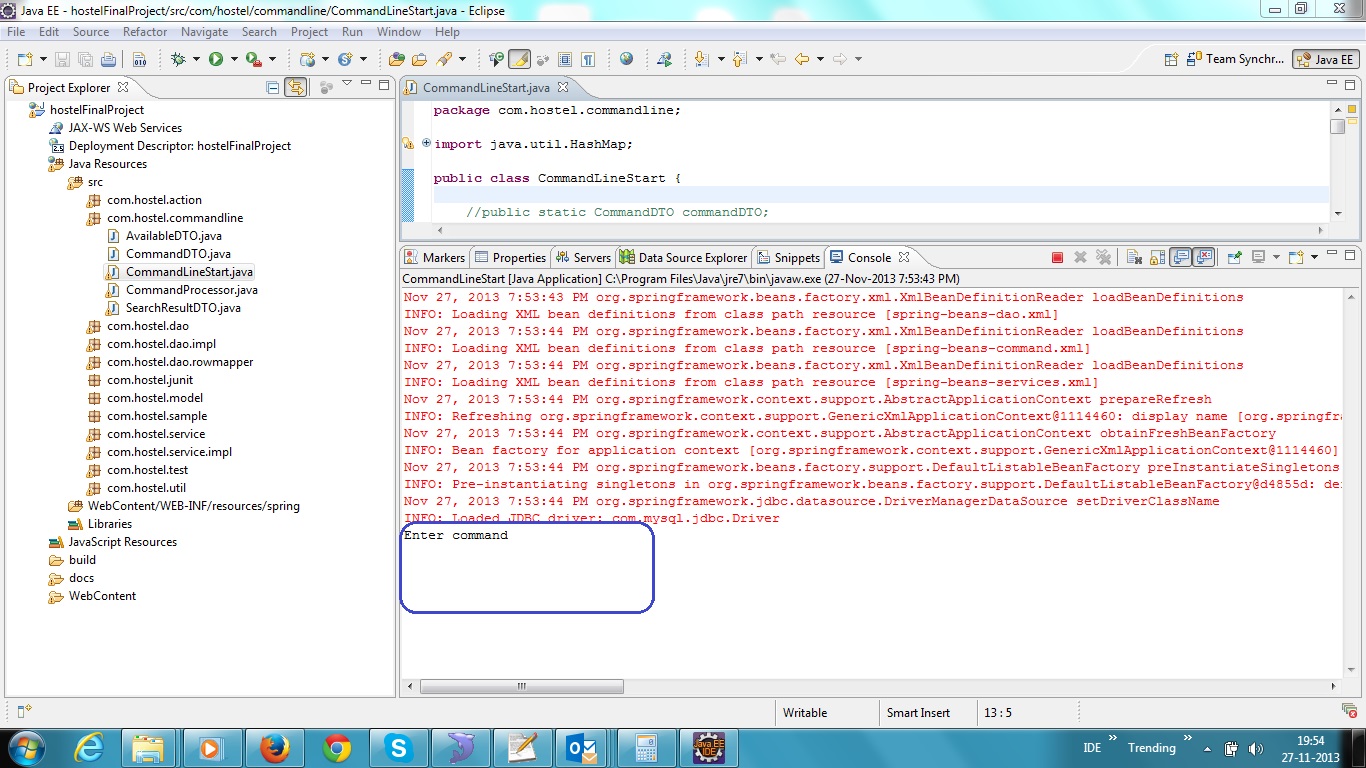 Java EE - hostelFinalProject/src/com/hostel/commandline/CommandLineStart.java - Eclipse
File Edit Source Refactor Navigate Search Project Run Window Help
Team Synchr... Java EE
Project Explorer
hostelFinalProject
JAX-WS Web Services
Deployment Descriptor: hostelFinalProject
Java Resources
src
com.hostel.action
com.hostel.commandline
AvailableDTO.java
CommandDTO.java
CommandLineStart.java
CommandProcessor.java
SearchResultDTO.java
com.hostel.dao
com.hostel.dao.impl
com.hostel.dao.rowmapper
com.hostel.junit
com.hostel.model
com.hostel.sample
com.hostel.service
com.hostel.service.impl
com.hostel.test
com.hostel.util
WebContent/WEB-INF/resources/spring
Libraries
JavaScript Resources
build
docs
WebContent
CommandLineStart.java
package com.hostel.commandline;
import java.util.HashMap;
public class CommandLineStart {
//public static CommandDTO commandDTO;
Markers Properties Servers Data Source Explorer Snippets Console
CommandLineStart [Java Application] C:\Program Files\Java\jre7\bin\javaw.exe (27-Nov-2013 7:53:43 PM)
Nov 27, 2013 7:53:43 PM org.springframework.beans.factory.xml.XmlBeanDefinitionReader loadBeanDefinitions
INFO: Loading XML bean definitions from class path resource [spring-beans-dao.xml]
Nov 27, 2013 7:53:44 PM org.springframework.beans.factory.xml.XmlBeanDefinitionReader loadBeanDefinitions
INFO: Loading XML bean definitions from class path resource [spring-beans-command.xml]
Nov 27, 2013 7:53:44 PM org.springframework.beans.factory.xml.XmlBeanDefinitionReader loadBeanDefinitions
INFO: Loading XML bean definitions from class path resource [spring-beans-services.xml]
Nov 27, 2013 7:53:44 PM org.springframework.context.support.AbstractApplicationContext prepareRefresh
INFO: Refreshing org.springframework.context.support.GenericXmlApplicationContext@1114460: display name [org.springfr
Nov 27, 2013 7:53:44 PM org.springframework.context.support.AbstractApplicationContext obtainFreshBeanFactory
INFO: Bean factory for application context [org.springframework.context.support.GenericXmlApplicationContext@1114460]
Nov 27, 2013 7:53:44 PM org.springframework.beans.factory.support.DefaultListableBeanFactory preInstantiateSingletons
INFO: Pre-instantiating singletons in org.springframework.beans.factory.support.DefaultListableBeanFactory@d4855d: de
Nov 27, 2013 7:53:44 PM org.springframework.jdbc.datasource.DriverManagerDataSource setDriverClassName
INFO: Loaded JDBC driver: com.mysql.jdbc.Driver
Enter command
Writable Smart Insert 13 : 5
Java EE
IDE
IDE Trending
19:54
27-11-2013